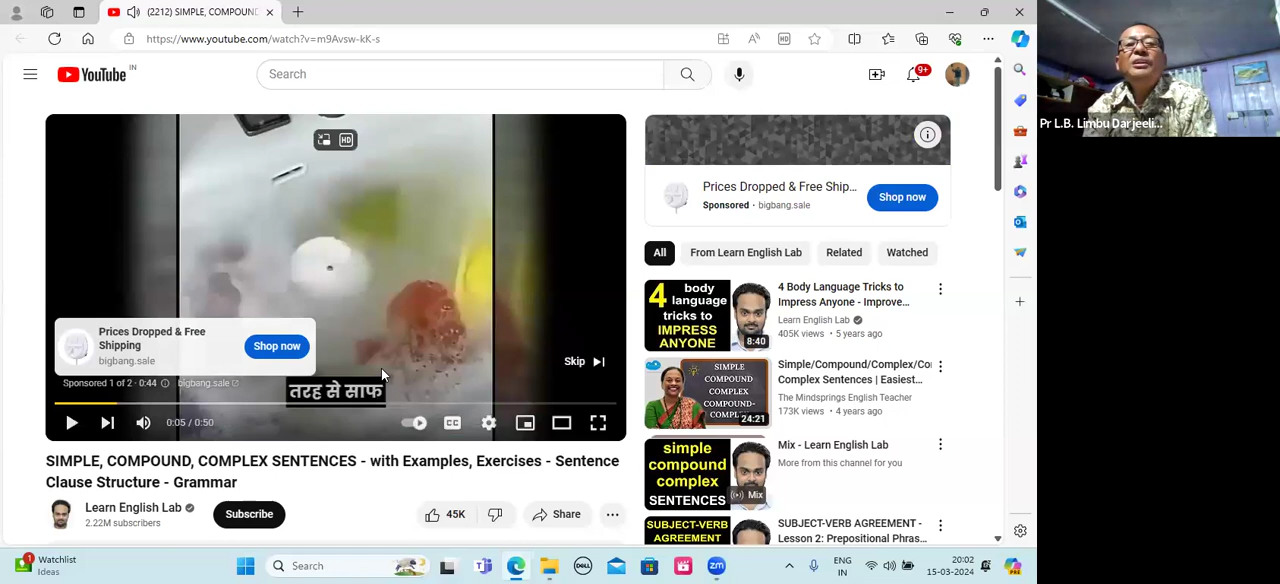 (2212) SIMPLE, COMPOUND
https://www.youtube.com/watch?v=m9Avsw-kK-s
YouTube IN
Search
9+
HD
Pr L.B. Limbu Darjeeli...
Prices Dropped & Free Ship...
Sponsored · bigbang.sale
Shop now
All
From Learn English Lab
Related
Watched
Prices Dropped & Free
Shipping
bigbang.sale
Shop now
Skip
Sponsored 1 of 2 · 0:44
bigbang.sale
तरह से साफ
0:05 / 0:50
CC
SIMPLE, COMPOUND, COMPLEX SENTENCES - with Examples, Exercises - Sentence
Clause Structure - Grammar
Learn English Lab
2.22M subscribers
Subscribe
45K
Share
4 body
language
tricks to
IMPRESS
ANYONE
8:40
4 Body Language Tricks to
Impress Anyone - Improve...
Learn English Lab
405K views · 5 years ago
SIMPLE
COMPOUND
COMPLEX
COMPOUND-
24:21
Simple/Compound/Complex/Co
Complex Sentences | Easiest...
The Mindsprings English Teacher
173K views · 4 years ago
simple
compound
complex
SENTENCES
Mix
Mix - Learn English Lab
More from this channel for you
SUBJECT-VERB
AGREEMENT
SUBJECT-VERB AGREEMENT -
Lesson 2: Prepositional Phras...
1
Watchlist
Ideas
Search
DELL
zm
ENG
IN
20:02
15-03-2024
PRE